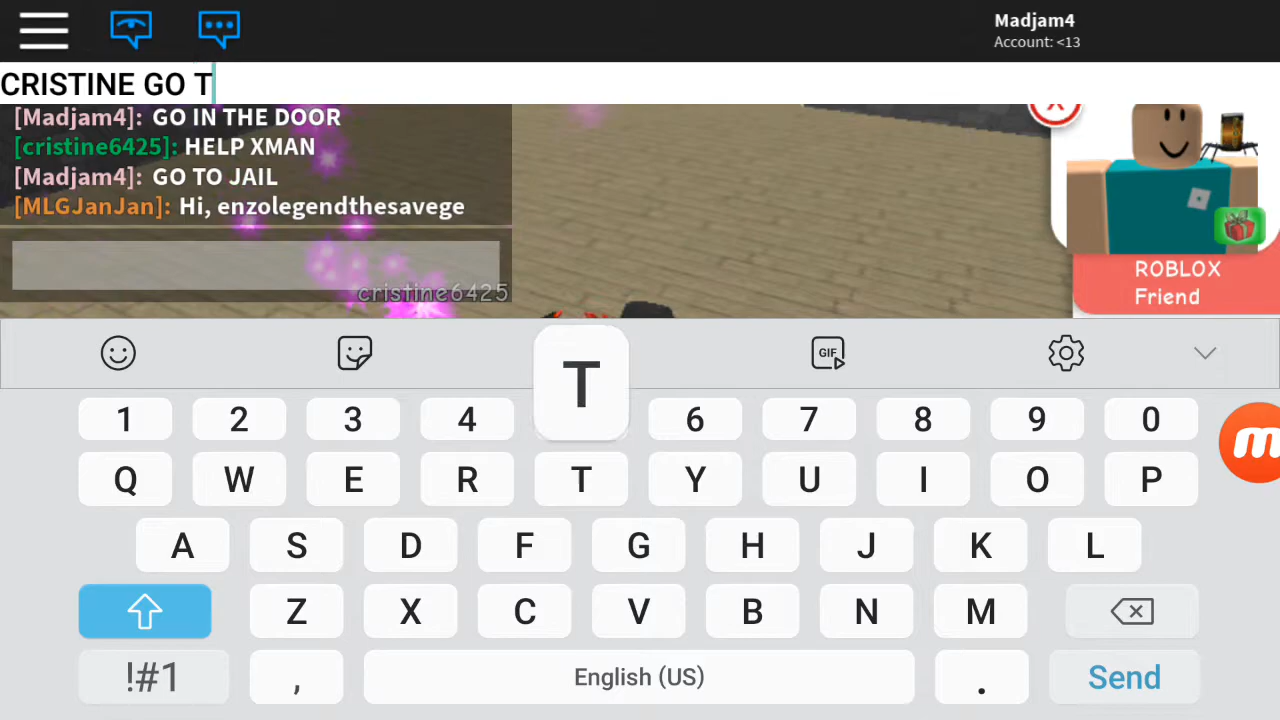 Madjam4
Account: <13
CRISTINE GO T
[Madjam4]: GO IN THE DOOR
[cristine6425]: HELP XMAN
[Madjam4]: GO TO JAIL
[MLGJanJan]: Hi, enzolegendthesavege
cristine6425
ROBLOX
Friend
GIF
T
1 2 3 4 6 7 8 9 0
Q W E R T Y U I O P
A S D F G H J K L
Z X C V B N M
!#1 , English (US) . Send